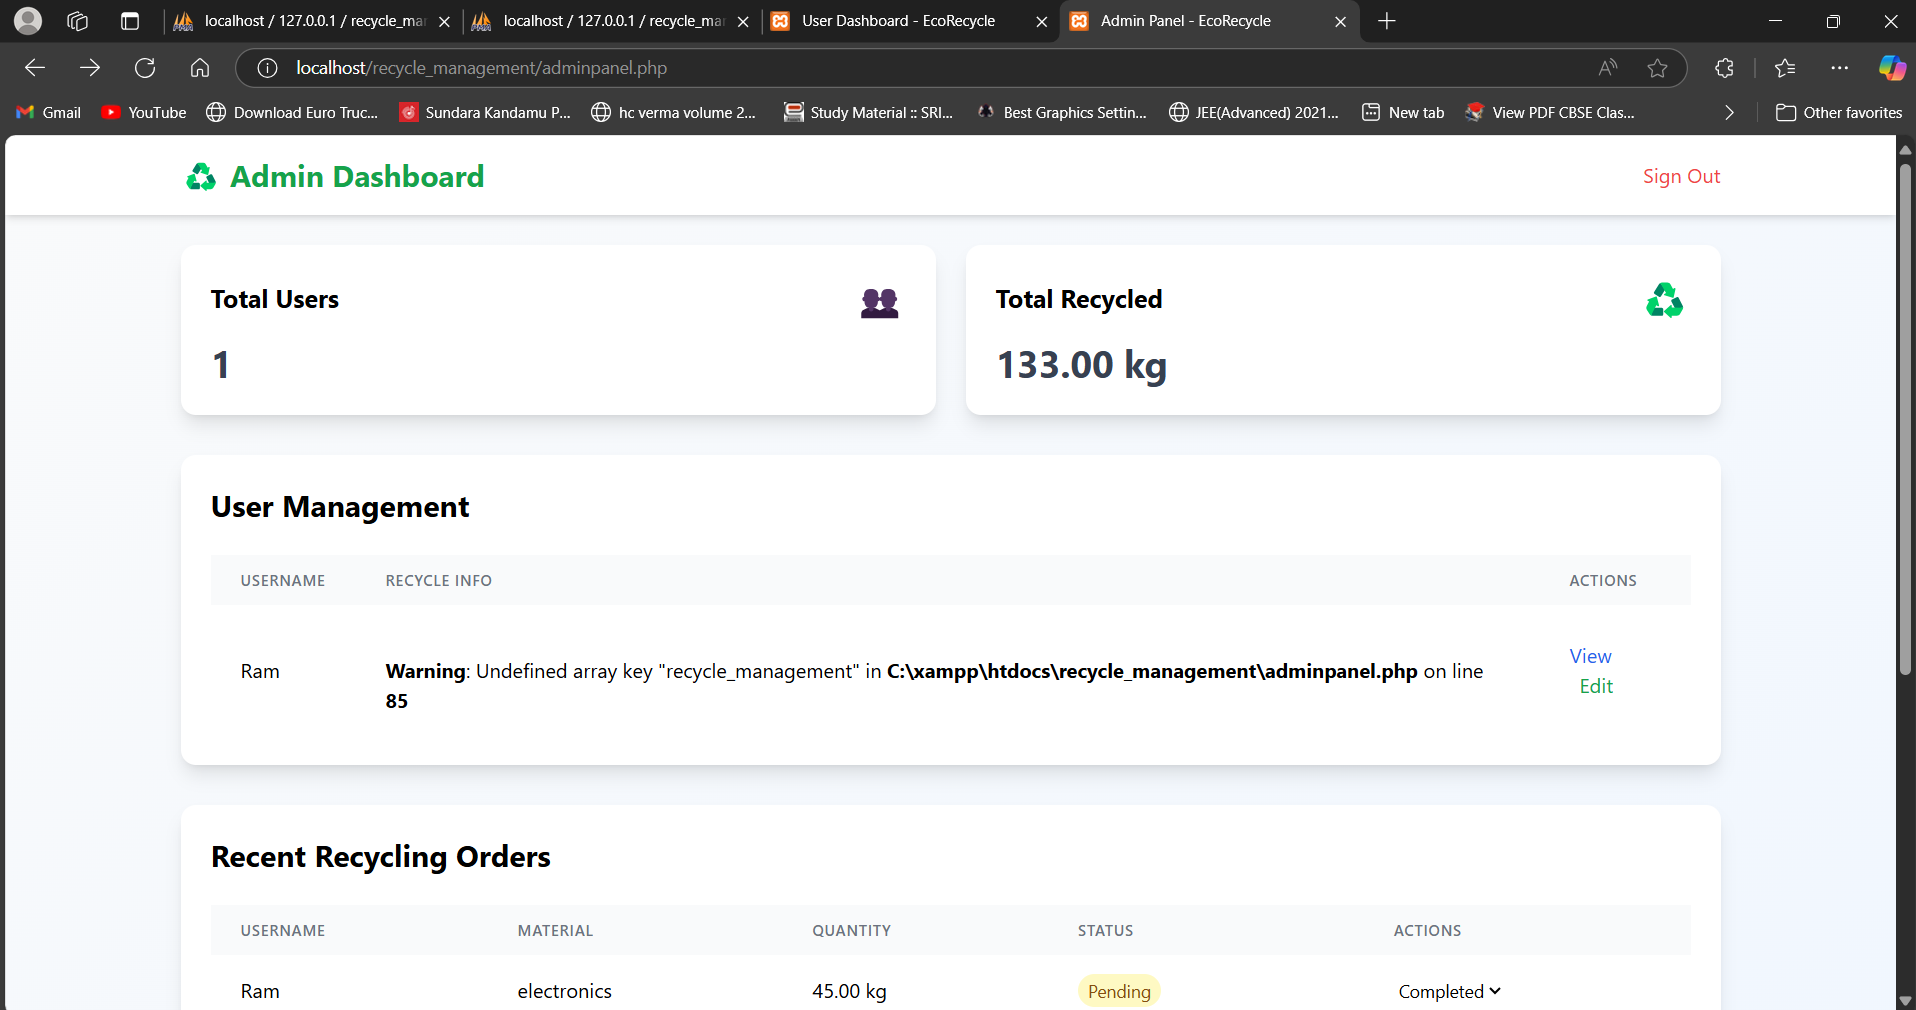 localhost / 127.0.0.1 / recycle_mar
localhost / 127.0.0.1 / recycle_mar
User Dashboard - EcoRecycle
Admin Panel - EcoRecycle
localhost/recycle_management/adminpanel.php
Gmail
YouTube
Download Euro Truc...
Sundara Kandamu P...
hc verma volume 2...
Study Material :: SRI...
Best Graphics Settin...
JEE(Advanced) 2021...
New tab
View PDF CBSE Clas...
Other favorites
Admin Dashboard
Sign Out
Total Users
1
Total Recycled
133.00 kg
User Management
USERNAME RECYCLE INFO ACTIONS
Ram
Warning: Undefined array key "recycle_management" in C:\xampp\htdocs\recycle_management\adminpanel.php on line
85
View
Edit
Recent Recycling Orders
USERNAME MATERIAL QUANTITY STATUS ACTIONS
Ram electronics 45.00 kg Pending Completed